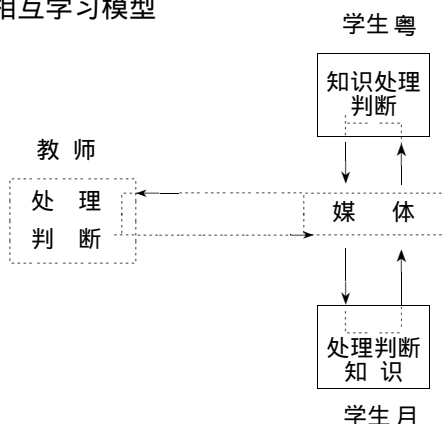 相互学习模型
学生粤
知识处理
判断
教 师
处 理
判 断
媒 体
处理判断
知 识
学生月